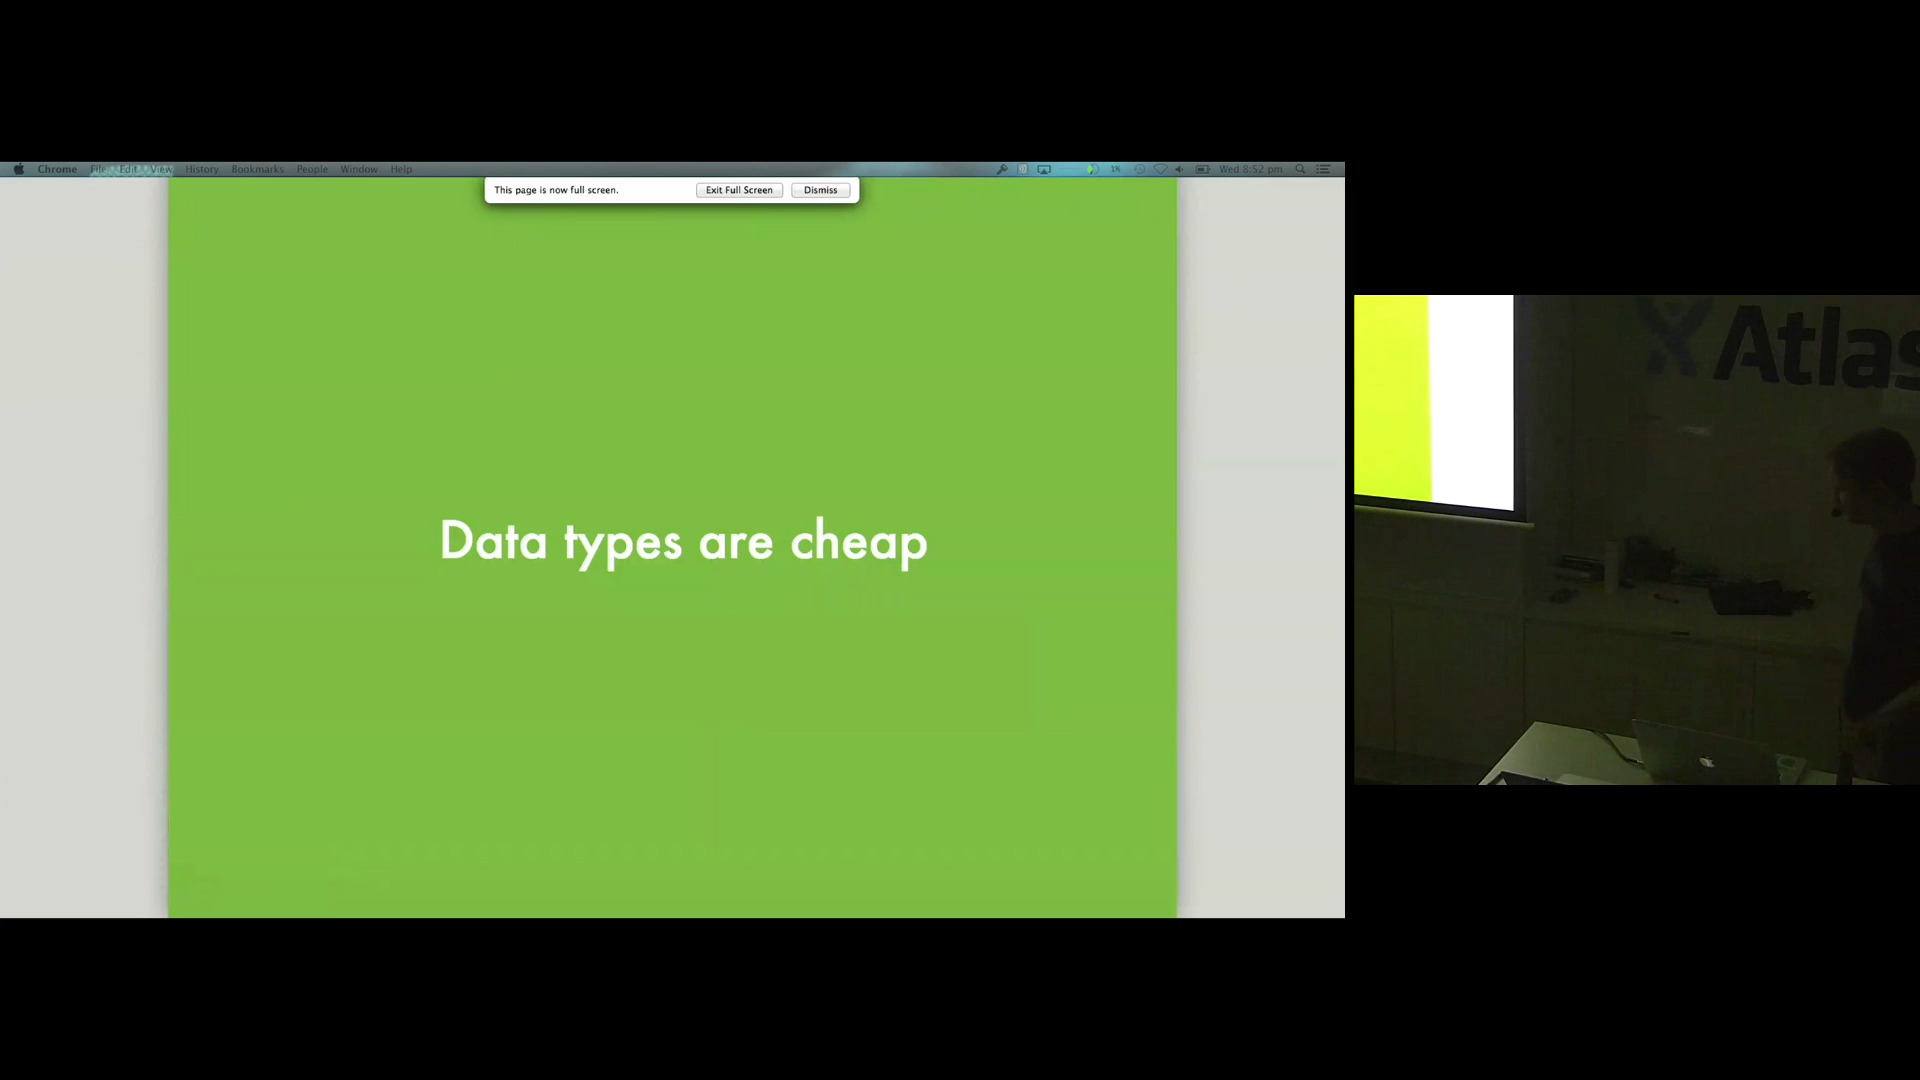 Chrome File Edit View History Bookmarks People Window Help 1% Wed 8:52 pm
This page is now full screen. Exit Full Screen Dismiss
Data types are cheap
Atlas